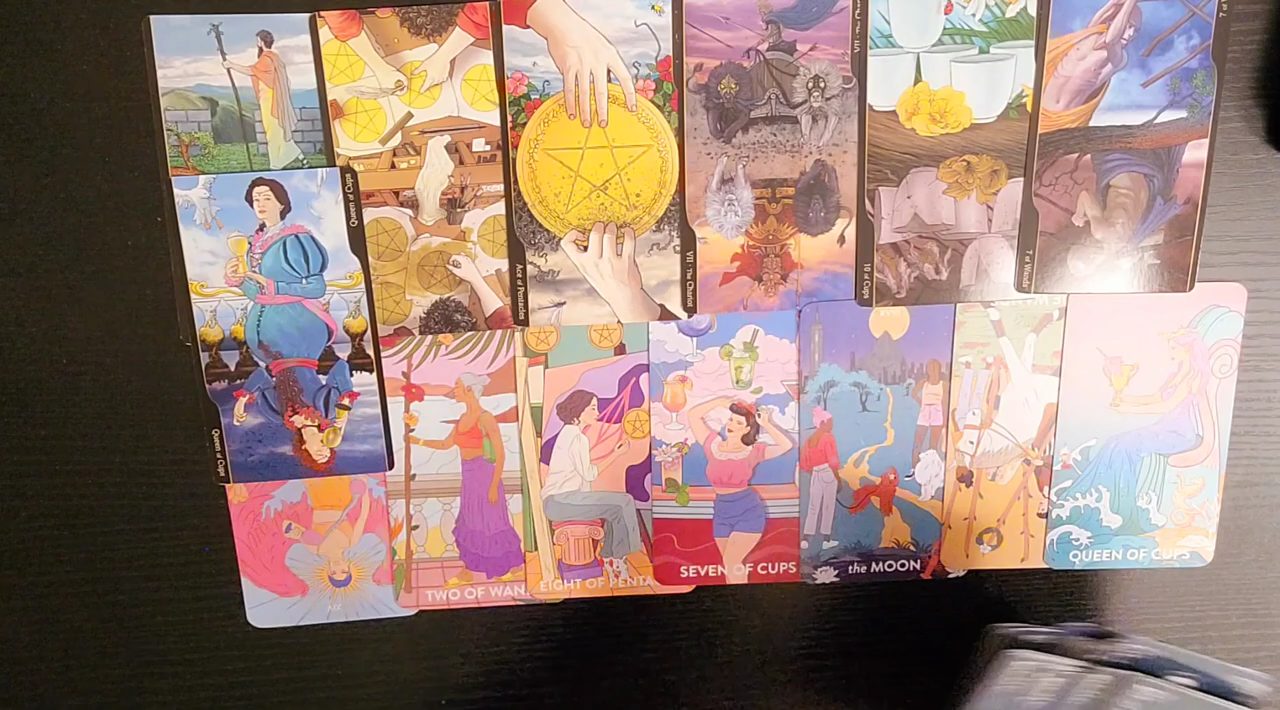 Queen of Cups
Queen of Cups
Ace of Pentacles
VII - The Chariot
10 of Cups
7 of Wands
TWO OF WAN
EIGHT OF PENTA
SEVEN OF CUPS
the MOON
QUEEN OF CUPS